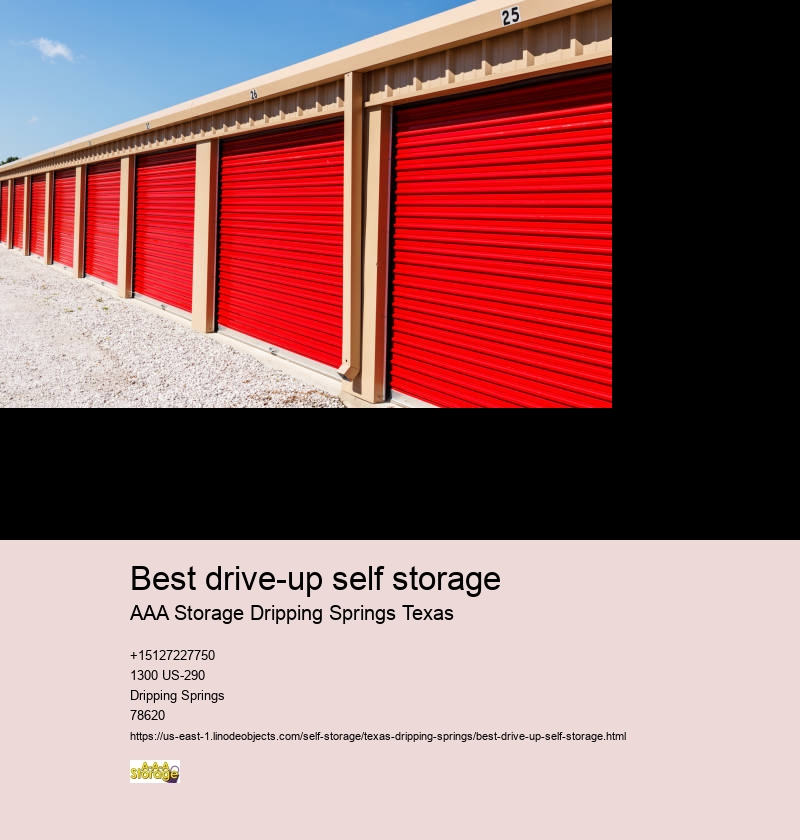 25
26
Best drive-up self storage
AAA Storage Dripping Springs Texas
+15127227750
1300 US-290
Dripping Springs
78620
https://us-east-1.linodeobjects.com/self-storage/texas-dripping-springs/best-drive-up-self-storage.html
AAA
Storage